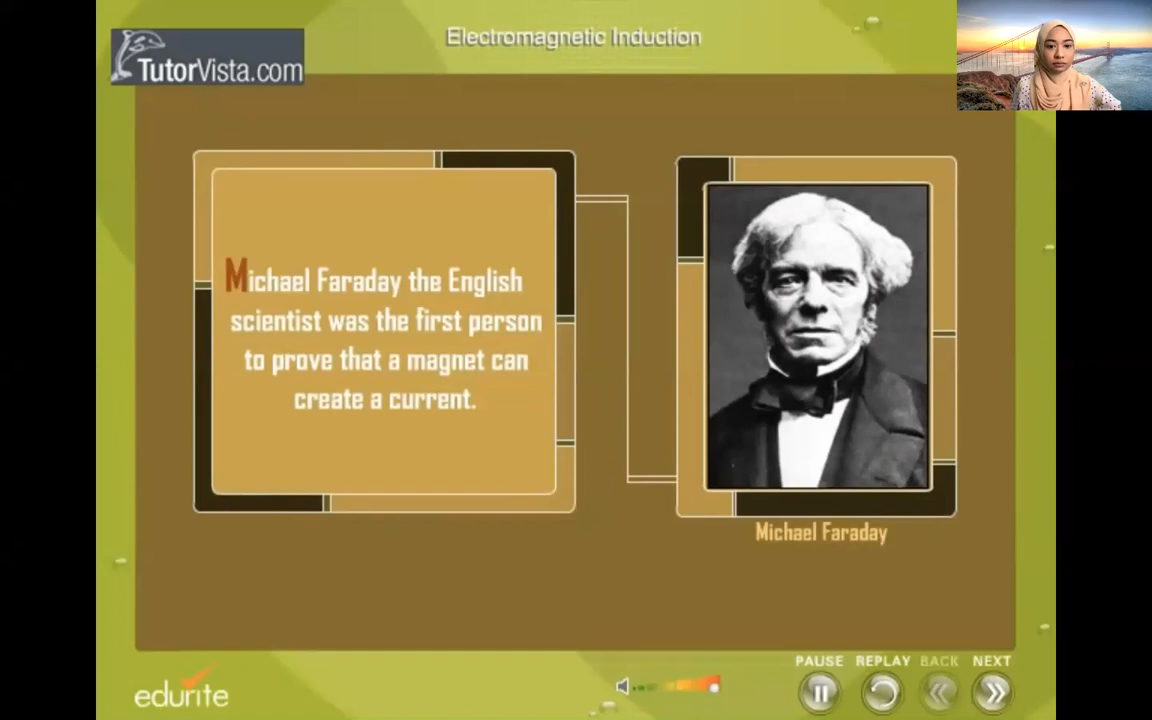 Electromagnetic Induction
TutorVista.com
Michael Faraday the English
scientist was the first person
to prove that a magnet can
create a current.
Michael Faraday
PAUSE REPLAY BACK NEXT
edurite